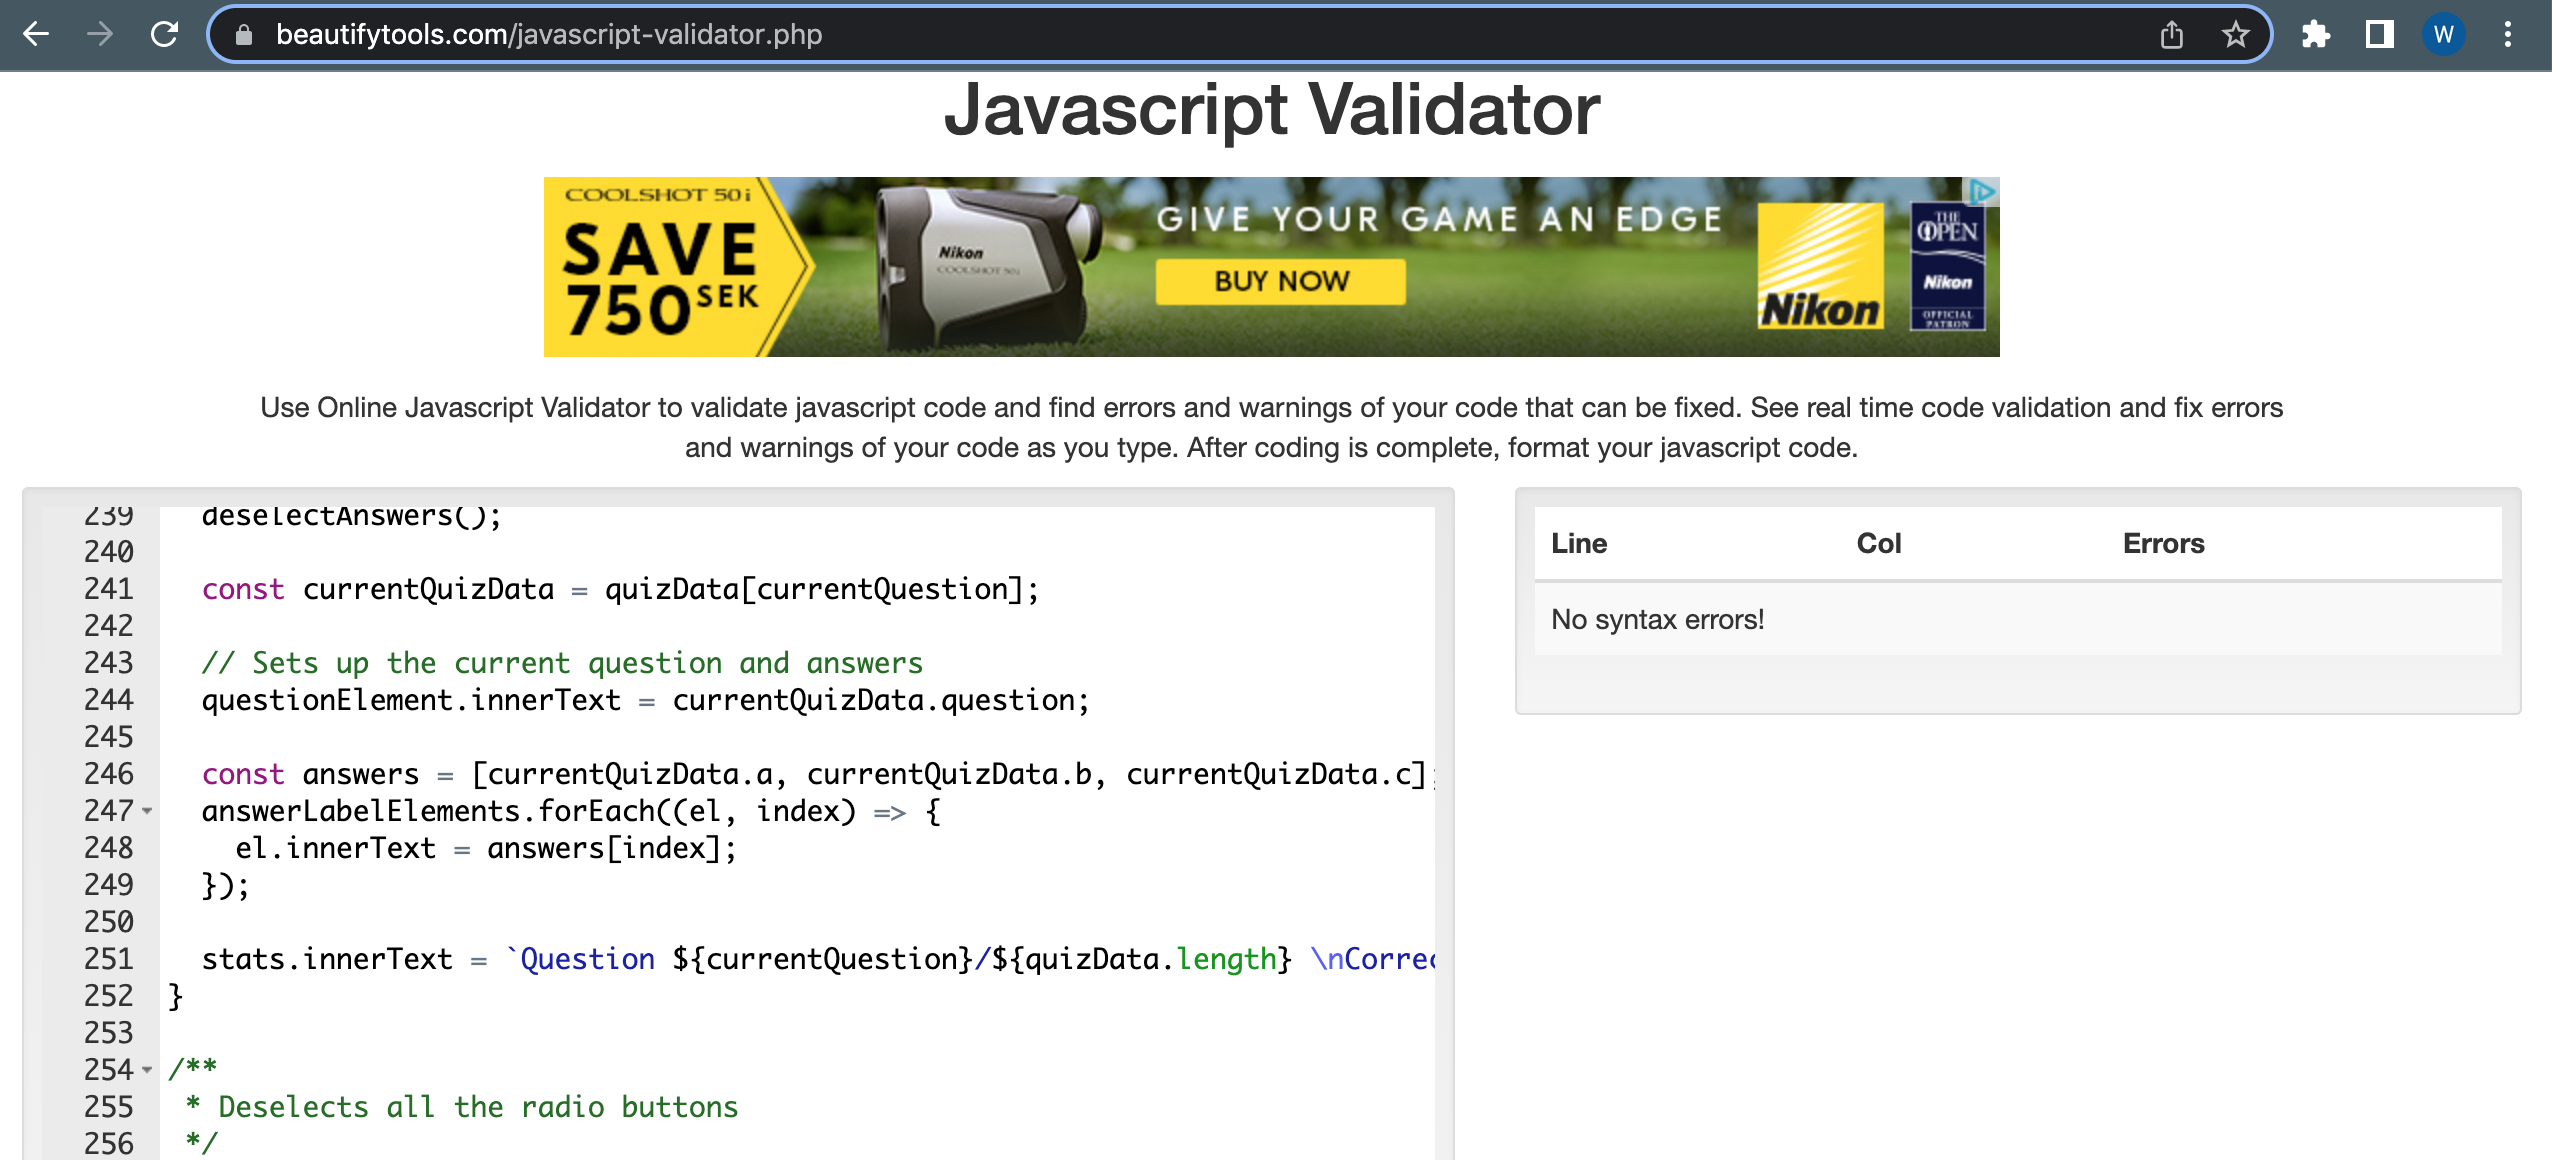 beautifytools.com/javascript-validator.php
W
Javascript Validator
COOLSHOT 50i
SAVE
750 SEK
Nikon
COOLSHOT 50i
GIVE YOUR GAME AN EDGE
BUY NOW
Nikon
THE
OPEN
Nikon
OFFICIAL
PATRON
Use Online Javascript Validator to validate javascript code and find errors and warnings of your code that can be fixed. See real time code validation and fix errors
and warnings of your code as you type. After coding is complete, format your javascript code.
239 deselectAnswers();
240
241 const currentQuizData = quizData[currentQuestion];
242
243 // Sets up the current question and answers
244 questionElement.innerText = currentQuizData.question;
245
246 const answers = [currentQuizData.a, currentQuizData.b, currentQuizData.c];
247 answerLabelElements.forEach((el, index) => {
248 el.innerText = answers[index];
249 });
250
251 stats.innerText = `Question ${currentQuestion}/${quizData.length} \nCorrec
252 }
253
254 /**
255 * Deselects all the radio buttons
256 */
Line Col Errors
No syntax errors!